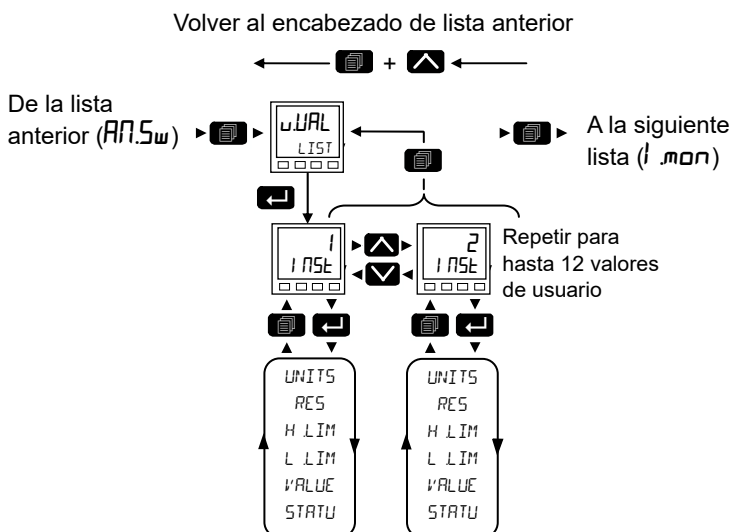 Volver al encabezado de lista anterior
+
De la lista
anterior (An.Sw)
u.VAL
LIST
A la siguiente
lista (I .mon)
1
INSt
2
INSt
Repetir para
hasta 12 valores
de usuario
UNITS
RES
H.LIM
L.LIM
VALUE
STATU
UNITS
RES
H.LIM
L.LIM
VALUE
STATU